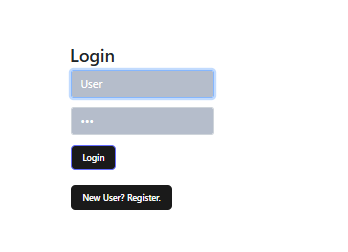 Login
User
•••
Login
New User? Register.